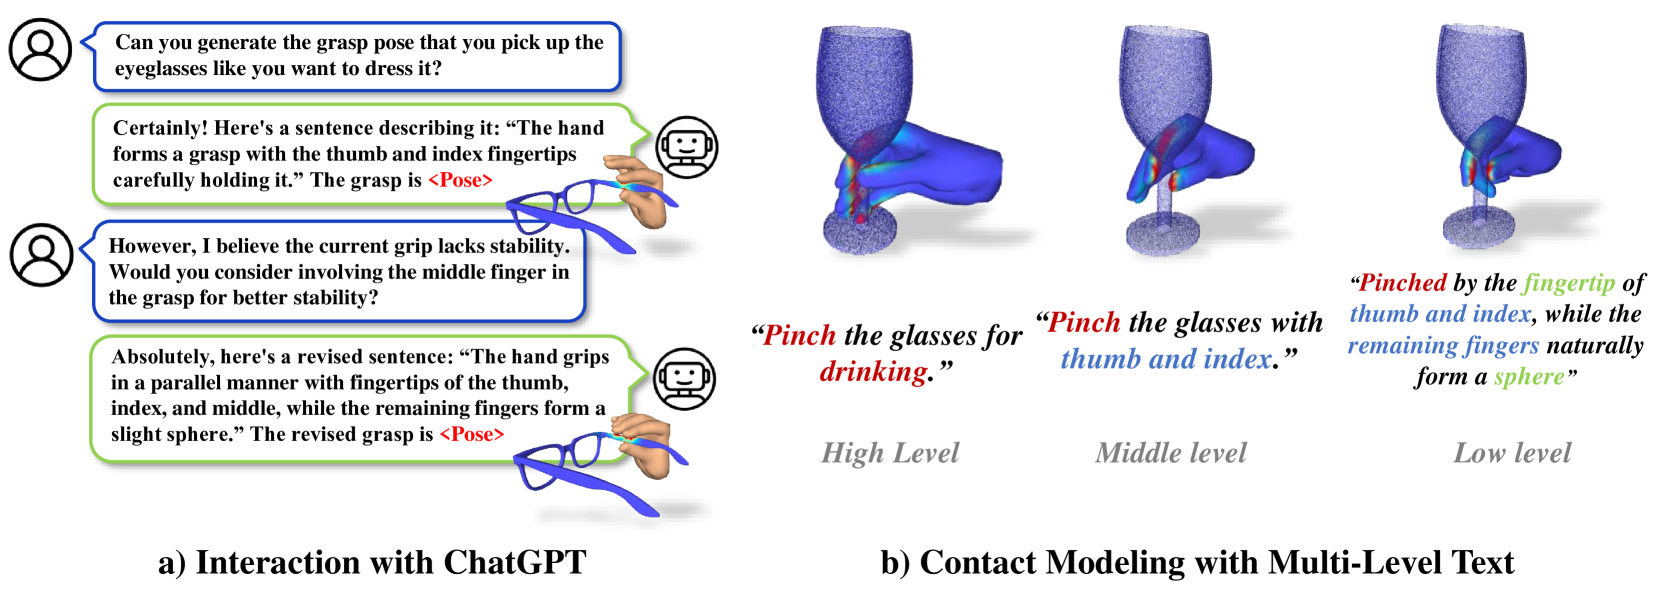 Can you generate the grasp pose that you pick up the
eyeglasses like you want to dress it?
Certainly! Here's a sentence describing it: “The hand
forms a grasp with the thumb and index fingertips
carefully holding it.” The grasp is <Pose>
However, I believe the current grip lacks stability.
Would you consider involving the middle finger in
the grasp for better stability?
Absolutely, here's a revised sentence: “The hand grips
in a parallel manner with fingertips of the thumb,
index, and middle, while the remaining fingers form a
slight sphere.” The revised grasp is <Pose>
a) Interaction with ChatGPT
“Pinch the glasses for
drinking.”
High Level
“Pinch the glasses with
thumb and index.”
Middle level
“Pinched by the fingertip of
thumb and index, while the
remaining fingers naturally
form a sphere”
Low level
b) Contact Modeling with Multi-Level Text